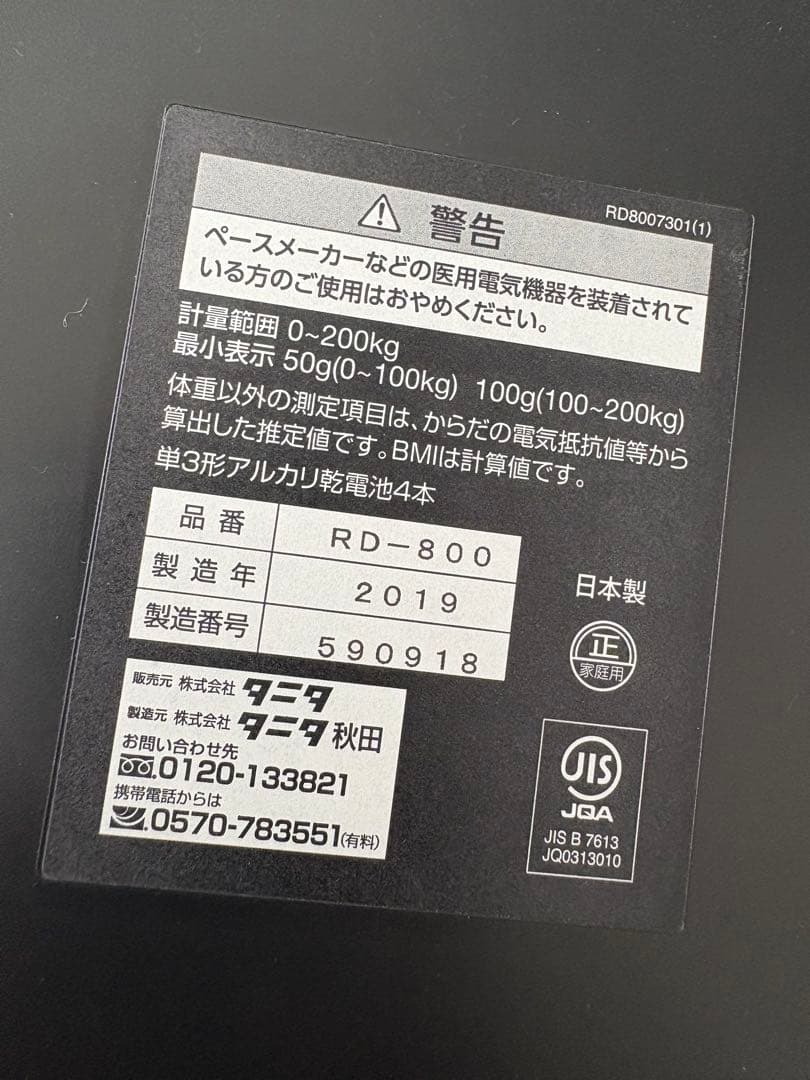 RD8007301(1)
警告
ペースメーカーなどの医用電気機器を装着されて
いる方のご使用はおやめください。
計量範囲 0~200kg
最小表示 50g(0~100kg) 100g(100~200kg)
体重以外の測定項目は、からだの電気抵抗値等から
算出した推定値です。BMIは計算値です。
単3形アルカリ乾電池4本
品番 RD-800
製造年 2019
製造番号 590918
日本製
正
家庭用
販売元 株式会社 タニタ
製造元 株式会社 タニタ 秋田
お問い合わせ先
0120-133821
携帯電話からは
0570-783551(有料)
JIS
JQA
JIS B 7613
JQ0313010